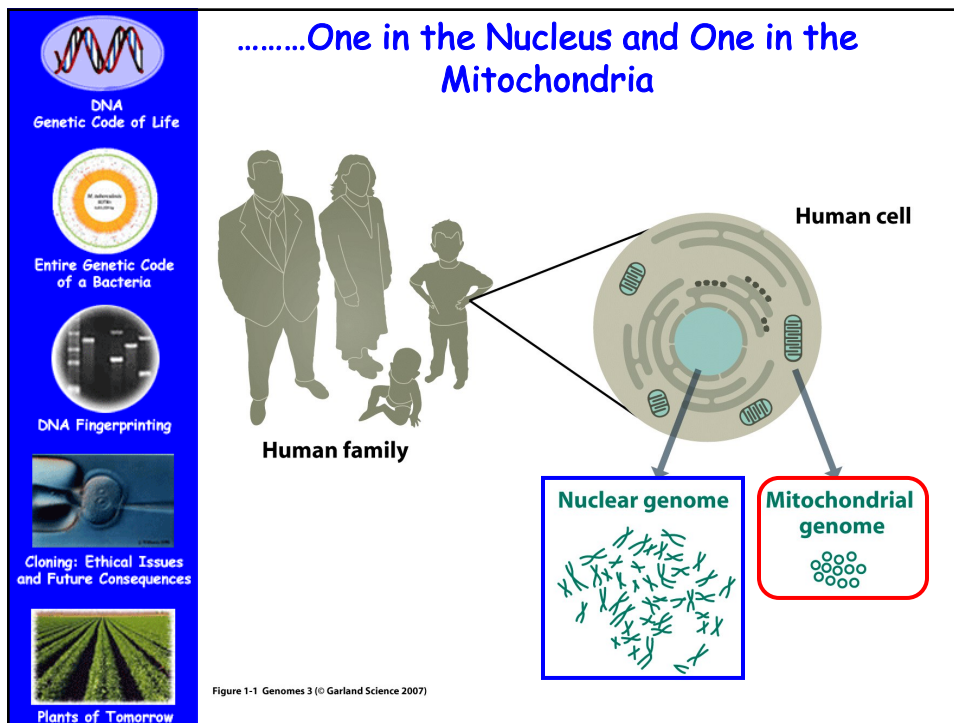 ………One in the Nucleus and One in the
Mitochondria
DNA
Genetic Code of Life
Entire Genetic Code
of a Bacteria
DNA Fingerprinting
Cloning: Ethical Issues
and Future Consequences
Plants of Tomorrow
Human family
Human cell
Nuclear genome
Mitochondrial
genome
Figure 1-1 Genomes 3 (© Garland Science 2007)